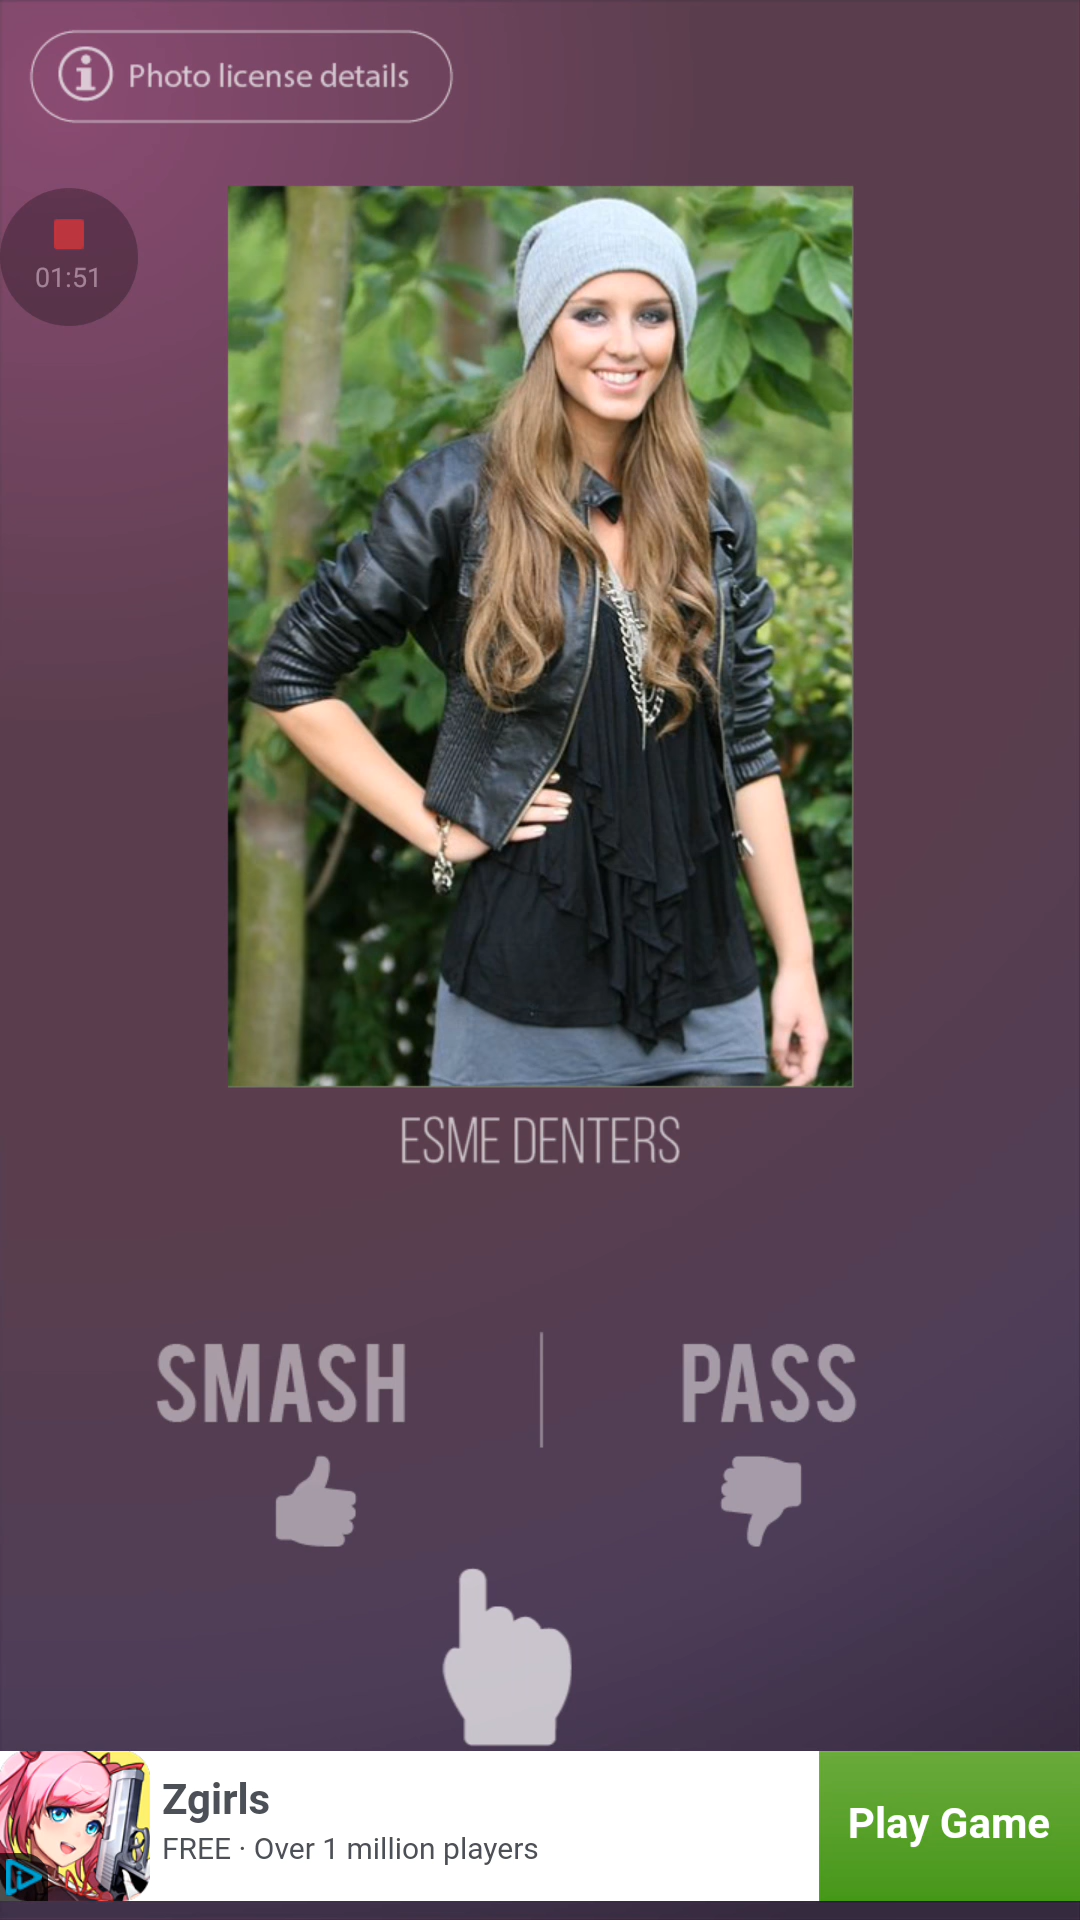 Photo license details
01:51
ESME DENTERS
SMASH
PASS
Zgirls
FREE · Over 1 million players
Play Game